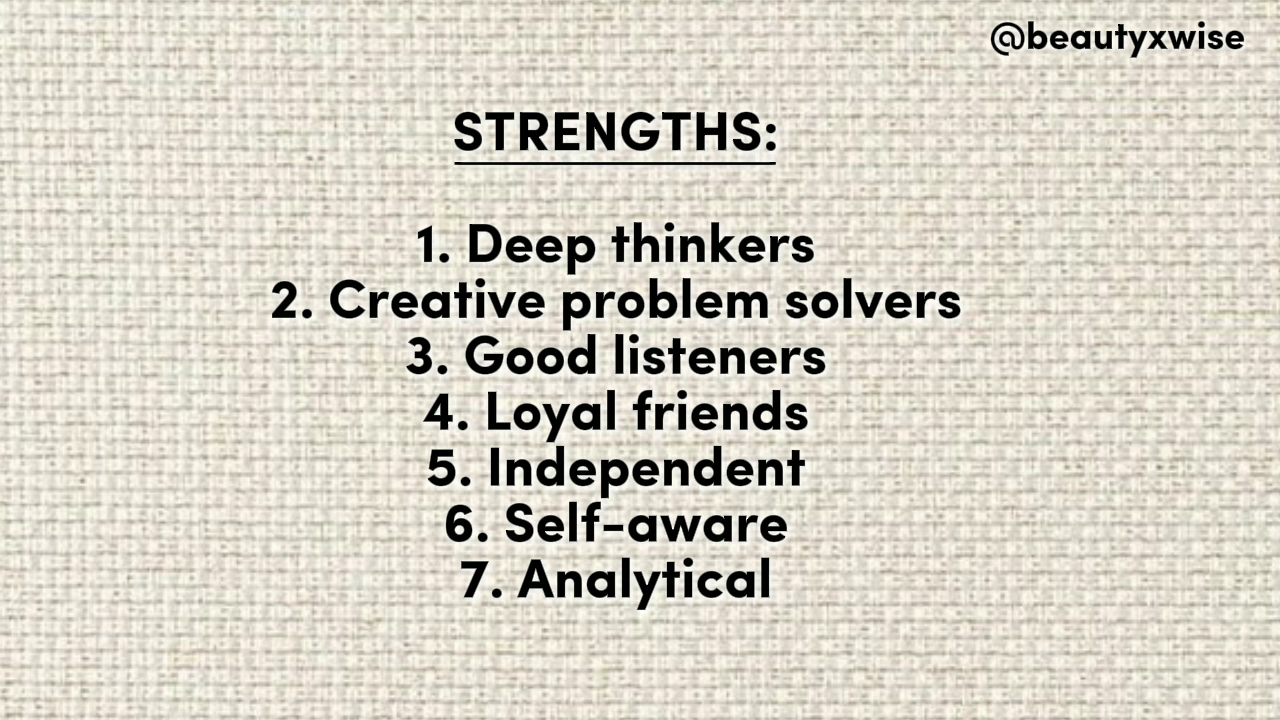 @beautyxwise
STRENGTHS:
1. Deep thinkers
2. Creative problem solvers
3. Good listeners
4. Loyal friends
5. Independent
6. Self-aware
7. Analytical